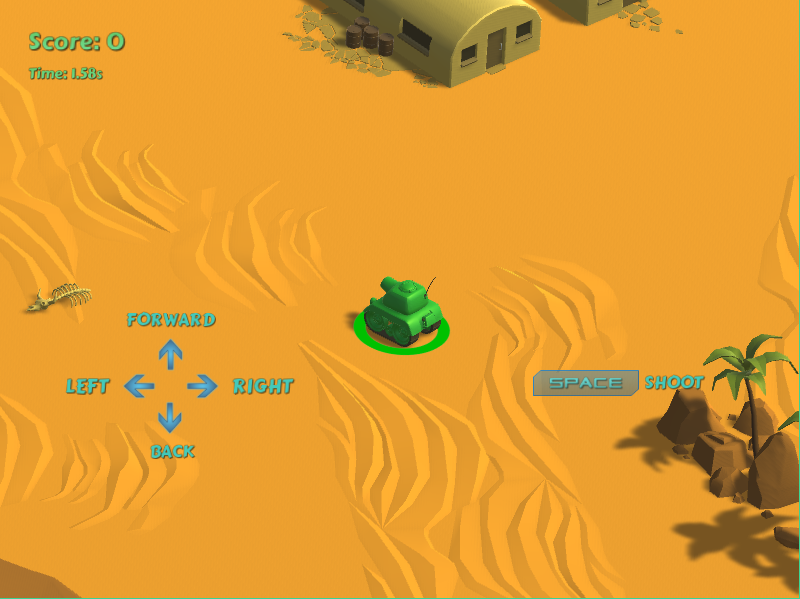 Score: 0
Time: 1.58s
FORWARD
LEFT
RIGHT
BACK
SPACE
SHOOT